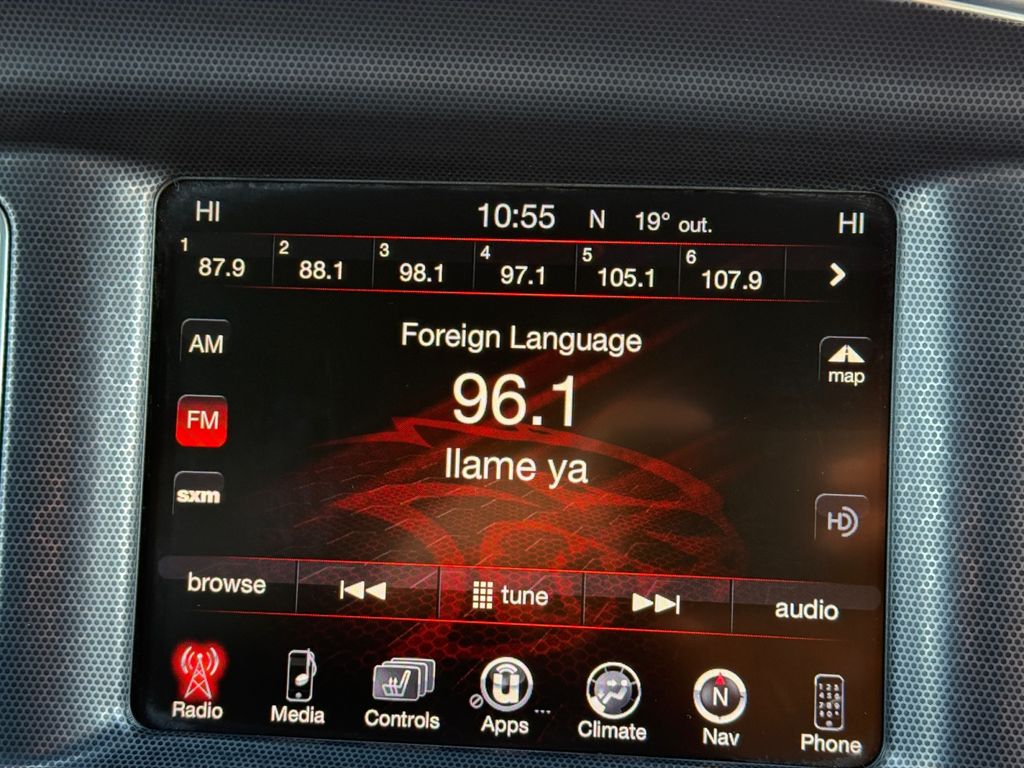 HI 10:55 N 19° out. HI
1 87.9 2 88.1 3 98.1 4 97.1 5 105.1 6 107.9
AM
Foreign Language
map
96.1
FM
llame ya
sxm
HD
browse tune audio
Radio Media Controls Apps ... Climate N Nav Phone